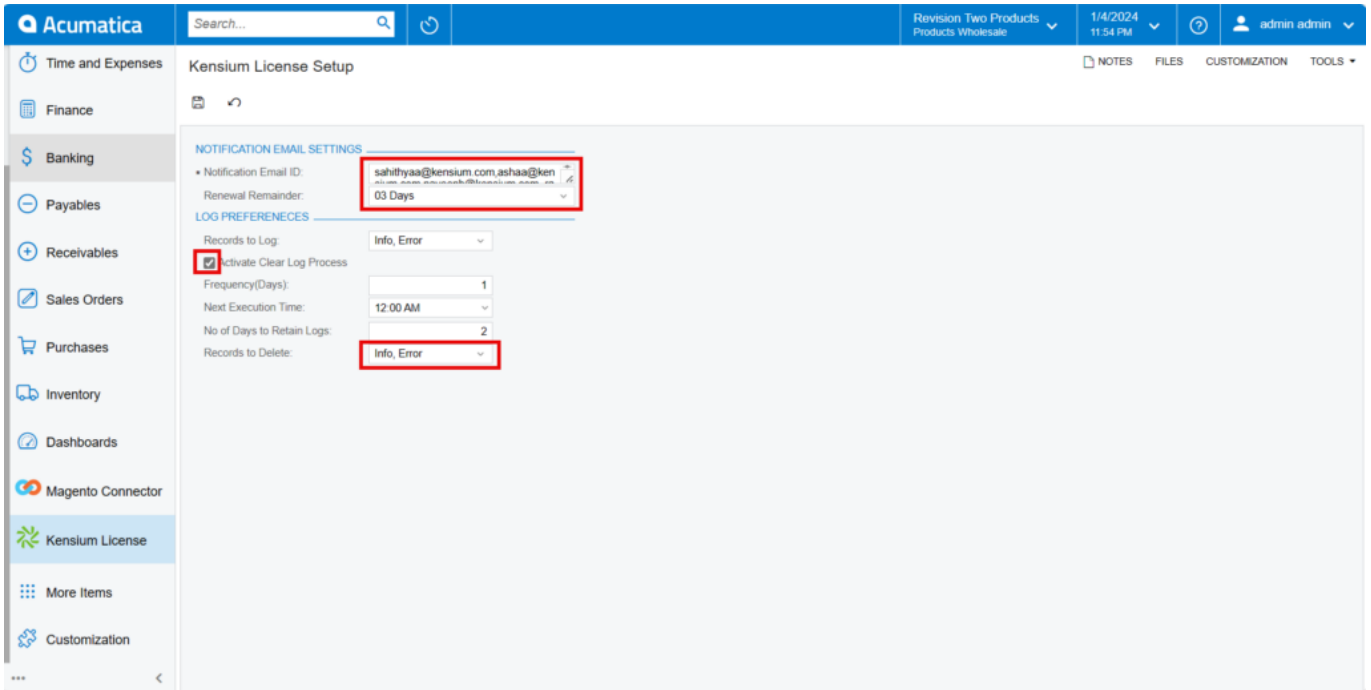 Acumatica
Search...
Revision Two Products
Products Wholesale
1/4/2024
11:54 PM
admin admin
Time and Expenses
Finance
Banking
Payables
Receivables
Sales Orders
Purchases
Inventory
Dashboards
Magento Connector
Kensium License
More Items
Customization
Kensium License Setup
NOTES FILES CUSTOMIZATION TOOLS
NOTIFICATION EMAIL SETTINGS
Notification Email ID: sahithyaa@kensium.com,ashaa@ken
Renewal Remainder: 03 Days
LOG PREFERENECES
Records to Log: Info, Error
Activate Clear Log Process
Frequency(Days): 1
Next Execution Time: 12:00 AM
No of Days to Retain Logs: 2
Records to Delete: Info, Error